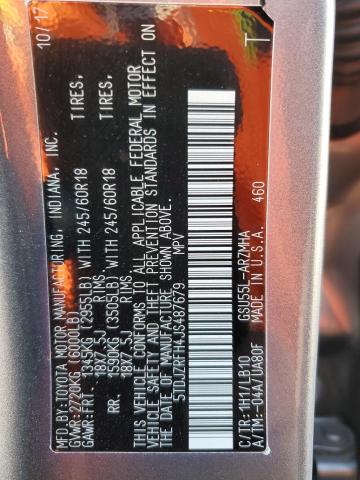 MFD.BY:TOYOTA MOTOR MANUFACTURING, INDIANA, INC. 10/17
GVWR:2720KG(6000LB)
GAWR:FRT. 1345KG(2955LB) WITH 245/60R18 TIRES,
18X7.5J RIMS
RR. 1590KG(3505LB) WITH 245/60R18 TIRES,
18X7.5J RIMS
THIS VEHICLE CONFORMS TO ALL APPLICABLE FEDERAL MOTOR
VEHICLE SAFETY AND THEFT PREVENTION STANDARDS IN EFFECT ON
THE DATE OF MANUFACTURE SHOWN ABOVE.
5TDJZRFH4JS487679 MPV
C/TR:1H1/LB10 GSU55L-ARZMHA T
A/TM:-04A/UA80F MADE IN U.S.A. 460